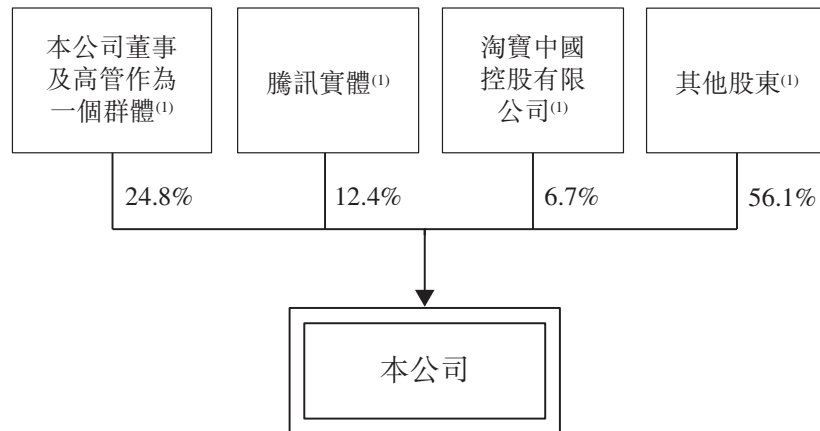 本公司董事
及高管作為
一個群體(1)
騰訊實體(1)
淘寶中國
控股有限
公司(1)
其他股東(1)
24.8%
12.4%
6.7%
56.1%
本公司